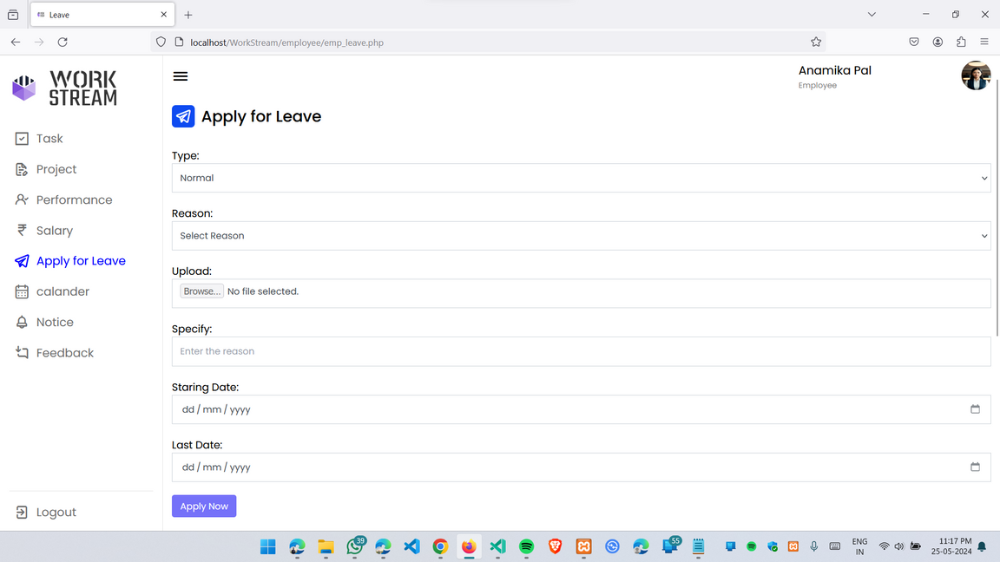 Leave
localhost/WorkStream/employee/emp_leave.php
WORK
STREAM
Task
Project
Performance
Salary
Apply for Leave
calander
Notice
Feedback
Logout
Anamika Pal
Employee
Apply for Leave
Type:
Normal
Reason:
Select Reason
Upload:
Browse... No file selected.
Specify:
Enter the reason
Staring Date:
dd / mm / yyyy
Last Date:
dd / mm / yyyy
Apply Now
39
55
ENG
IN
11:17 PM
25-05-2024